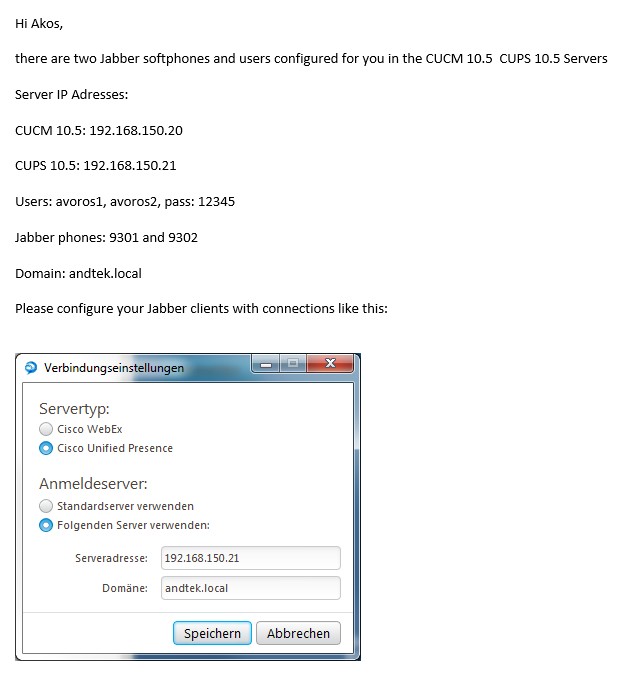 Hi Akos,
there are two Jabber softphones and users configured for you in the CUCM 10.5  CUPS 10.5 Servers
Server IP Adresses:
CUCM 10.5: 192.168.150.20
CUPS 10.5: 192.168.150.21
Users: avoros1, avoros2, pass: 12345
Jabber phones: 9301 and 9302
Domain: andtek.local
Please configure your Jabber clients with connections like this:
Verbindungseinstellungen
Servertyp:
Cisco WebEx
Cisco Unified Presence
Anmeldeserver:
Standardserver verwenden
Folgenden Server verwenden:
Serveradresse: 192.168.150.21
Domäne: andtek.local
Speichern Abbrechen